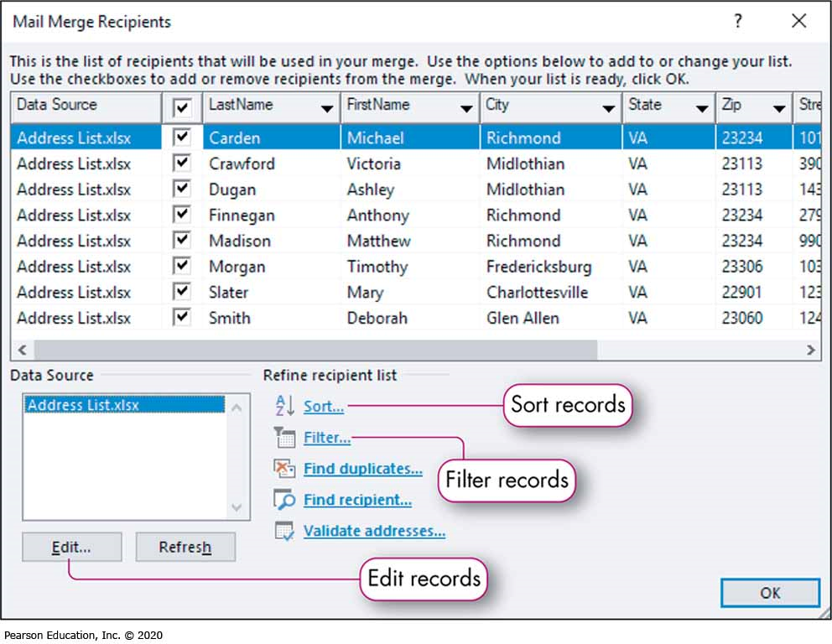 Mail Merge Recipients ? ×
This is the list of recipients that will be used in your merge. Use the options below to add to or change your list.
Use the checkboxes to add or remove recipients from the merge. When your list is ready, click OK.
Data Source LastName FirstName City State Zip Stre
Address List.xlsx Carden Michael Richmond VA 23234 101
Address List.xlsx Crawford Victoria Midlothian VA 23113 390
Address List.xlsx Dugan Ashley Midlothian VA 23113 143
Address List.xlsx Finnegan Anthony Richmond VA 23234 279
Address List.xlsx Madison Matthew Richmond VA 23234 990
Address List.xlsx Morgan Timothy Fredericksburg VA 23306 103
Address List.xlsx Slater Mary Charlottesville VA 22901 123
Address List.xlsx Smith Deborah Glen Allen VA 23060 124
Data Source Refine recipient list
Address List.xlsx
Sort...
Sort records
Filter...
Filter records
Find duplicates...
Find recipient...
Validate addresses...
Edit... Refresh
Edit records
OK
Pearson Education, Inc. © 2020